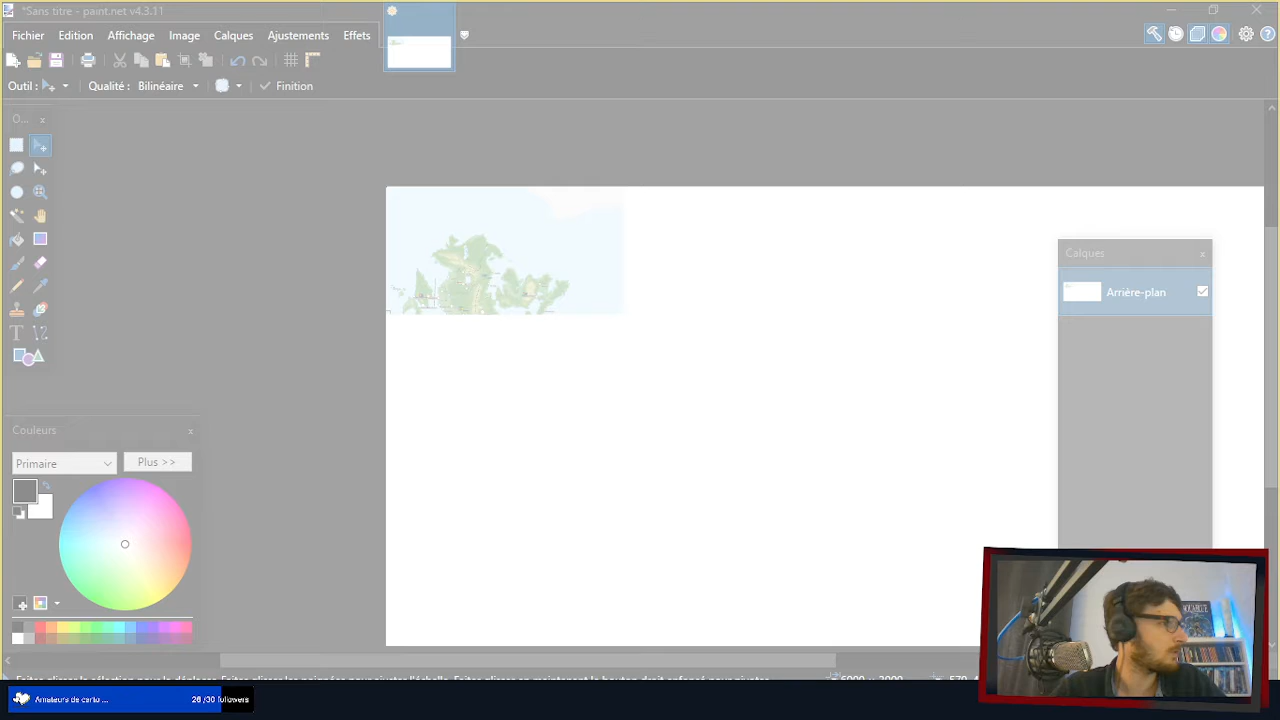 *Sans titre - paint.net v4.3.11
Fichier Edition Affichage Image Calques Ajustements Effets
Outil : Qualité : Bilinéaire Finition
O...
Calques
Arrière-plan
Couleurs
Primaire Plus >>
Amateurs de carto ... 26 /30 followers